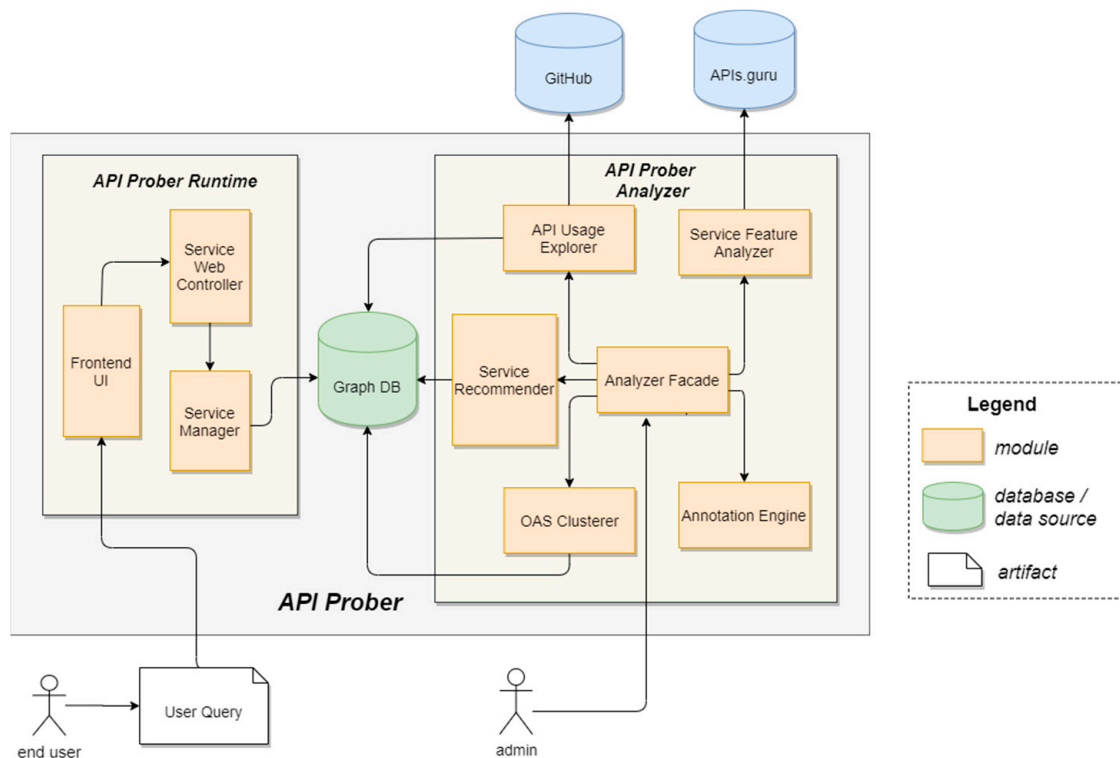 GitHub
APIs.guru
API Prober Runtime
API Prober
Analyzer
Service
Web
Controller
API Usage
Explorer
Service Feature
Analyzer
Frontend
UI
Service
Manager
Graph DB
Service
Recommender
Analyzer Facade
OAS Clusterer
Annotation Engine
API Prober
Legend
module
database /
data source
artifact
User Query
end user
admin